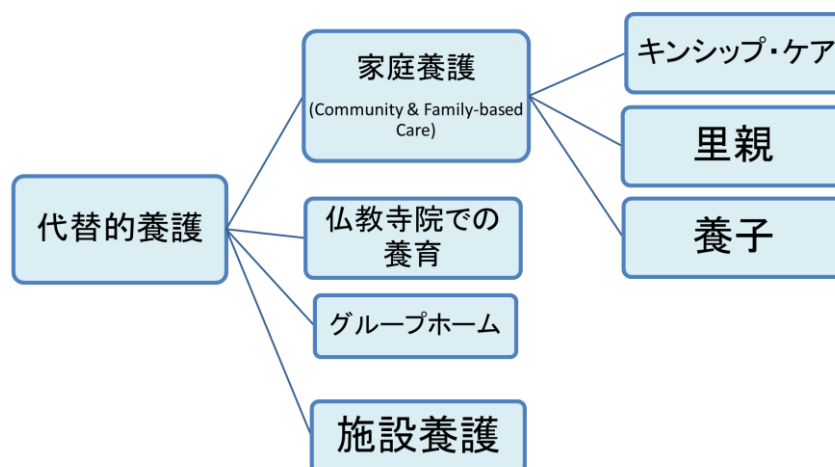 代替的養護
家庭養護
(Community & Family-based
Care)
仏教寺院での
養育
グループホーム
施設養護
キンシップ・ケア
里親
養子